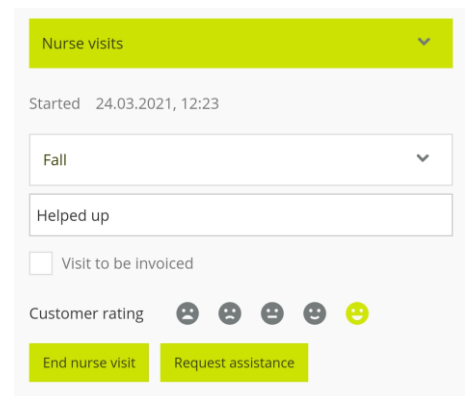 Nurse visits
Started 24.03.2021, 12:23
Fall
Helped up
Visit to be invoiced
Customer rating
End nurse visit Request assistance